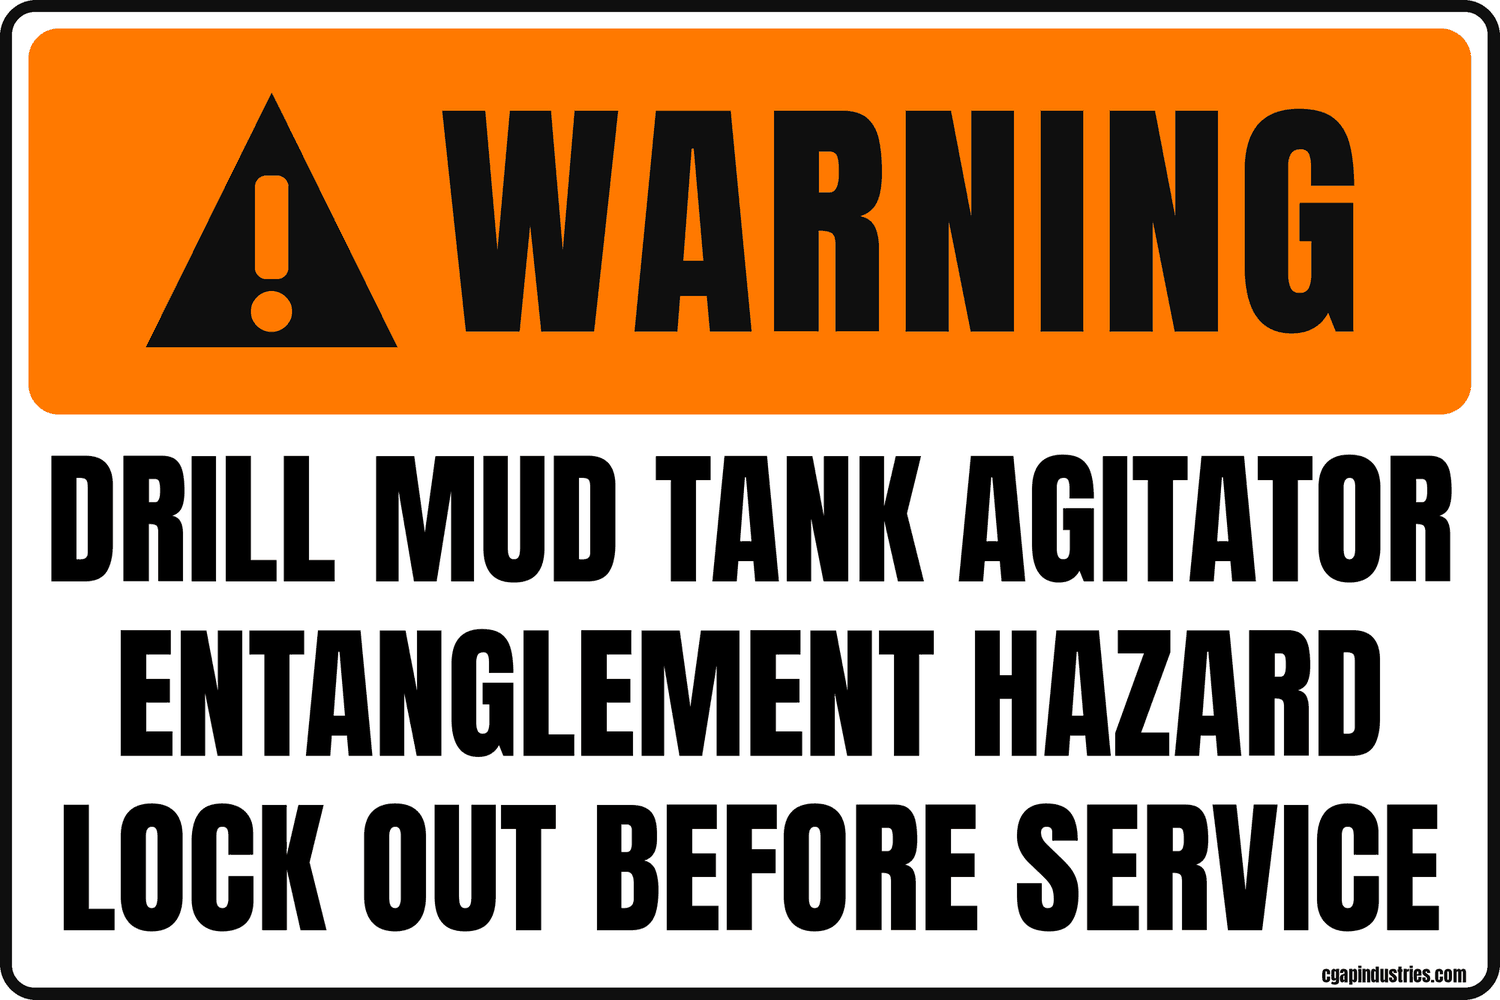 WARNING
DRILL MUD TANK AGITATOR
ENTANGLEMENT HAZARD
LOCK OUT BEFORE SERVICE
cgapindustries.com